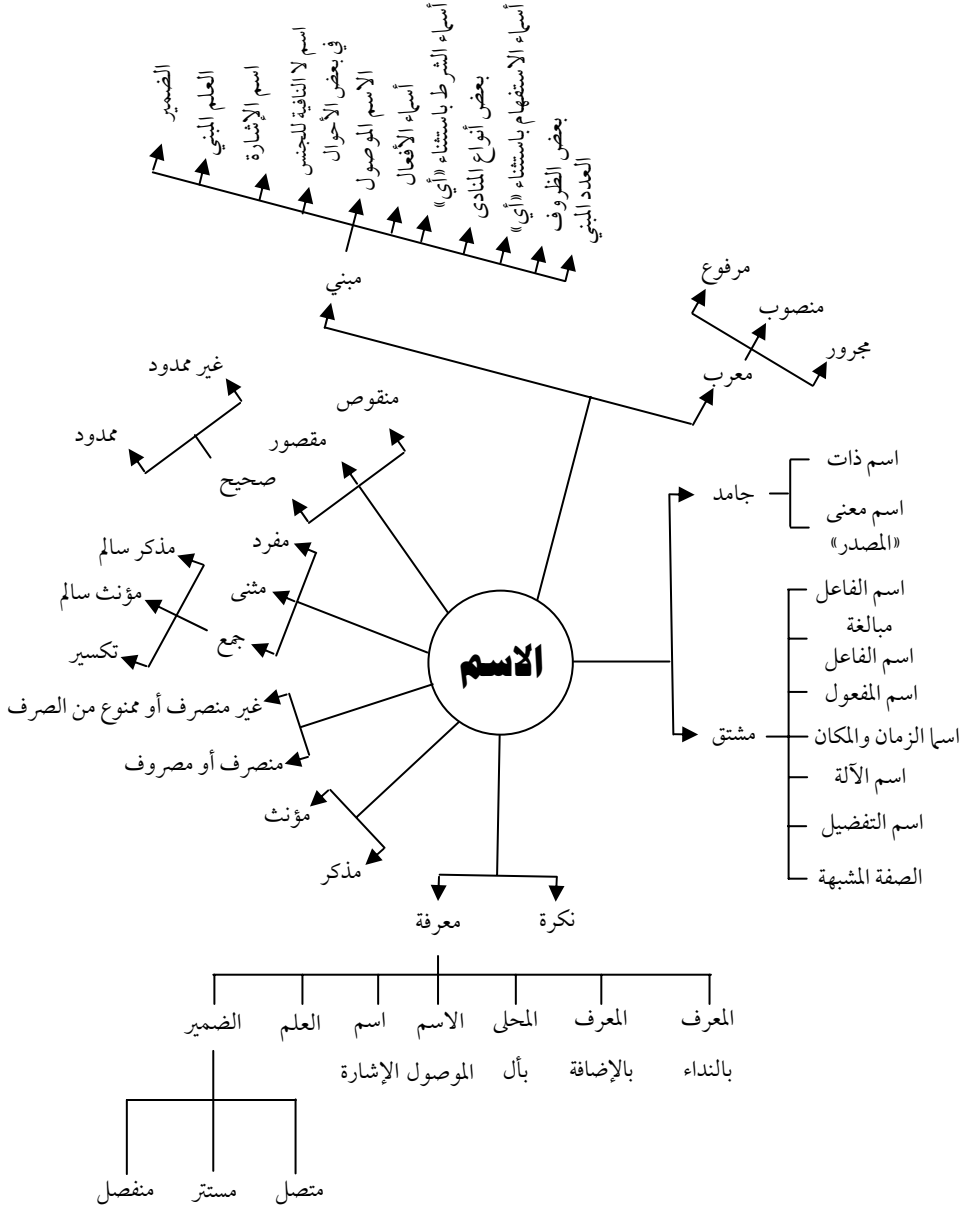 الضمير
العلم المبني
اسم الإشارة
اسم لا النافية للجنس
في بعض الأحوال
الاسم الموصول
أسماء الأفعال
أسماء الشرط باستثناء «أي»
بعض أنواع المنادى
أسماء الاستفهام باستثناء «أي»
بعض الظروف
العدد المبني
مبني
مرفوع
منصوب
مجرور
معرب
غير ممدود
ممدود
منقوص
مقصور
صحيح
اسم ذات
جامد
اسم معنى
«المصدر»
مفرد
مثنى
جمع
مذكر سالم
مؤنث سالم
تكسير
الاسم
اسم الفاعل
مبالغة
اسم الفاعل
اسم المفعول
مشتق
اسما الزمان والمكان
اسم الآلة
اسم التفضيل
الصفة المشبهة
غير منصرف أو ممنوع من الصرف
منصرف أو مصروف
مؤنث
مذكر
نكرة
معرفة
المعرف
بالنداء
المعرف
بالإضافة
المحلى
بأل
الاسم
الموصول
اسم
الإشارة
العلم
الضمير
متصل
مستتر
منفصل